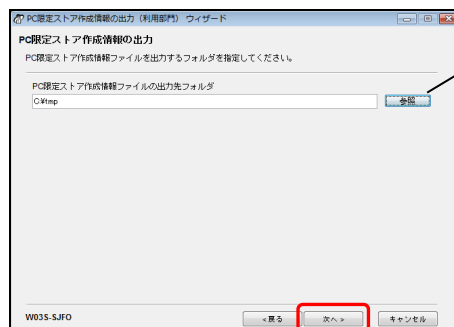 PC限定ストア作成情報の出力（利用部門） ウィザード
PC限定ストア作成情報の出力
PC限定ストア作成情報ファイルを出力するフォルダを指定してください。
PC限定ストア作成情報ファイルの出力先フォルダ
C:¥tmp
参照
W03S-SJFO
<戻る
次へ>
キャンセル